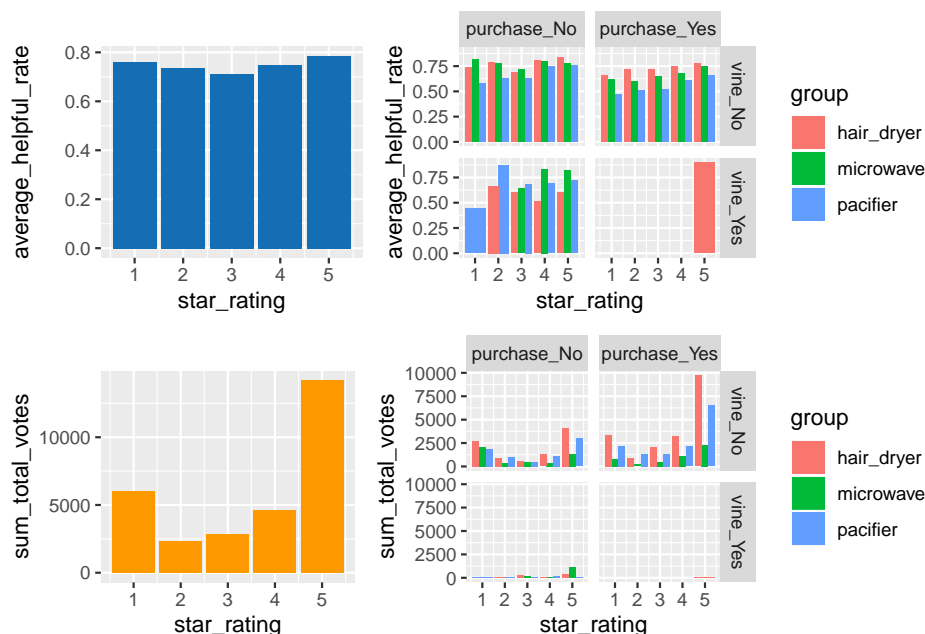 average_helpful_rate
0.8
0.6
0.4
0.2
0.0
1 2 3 4 5
star_rating
purchase_No purchase_Yes
average_helpful_rate
0.75
0.50
0.25
0.00
vine_No
0.75
0.50
0.25
0.00
vine_Yes
1 2 3 4 5 1 2 3 4 5
star_rating
group
hair_dryer
microwave
pacifier
sum_total_votes
10000
5000
0
1 2 3 4 5
star_rating
purchase_No purchase_Yes
sum_total_votes
10000
7500
5000
2500
0
vine_No
10000
7500
5000
2500
0
vine_Yes
1 2 3 4 5 1 2 3 4 5
star_rating
group
hair_dryer
microwave
pacifier